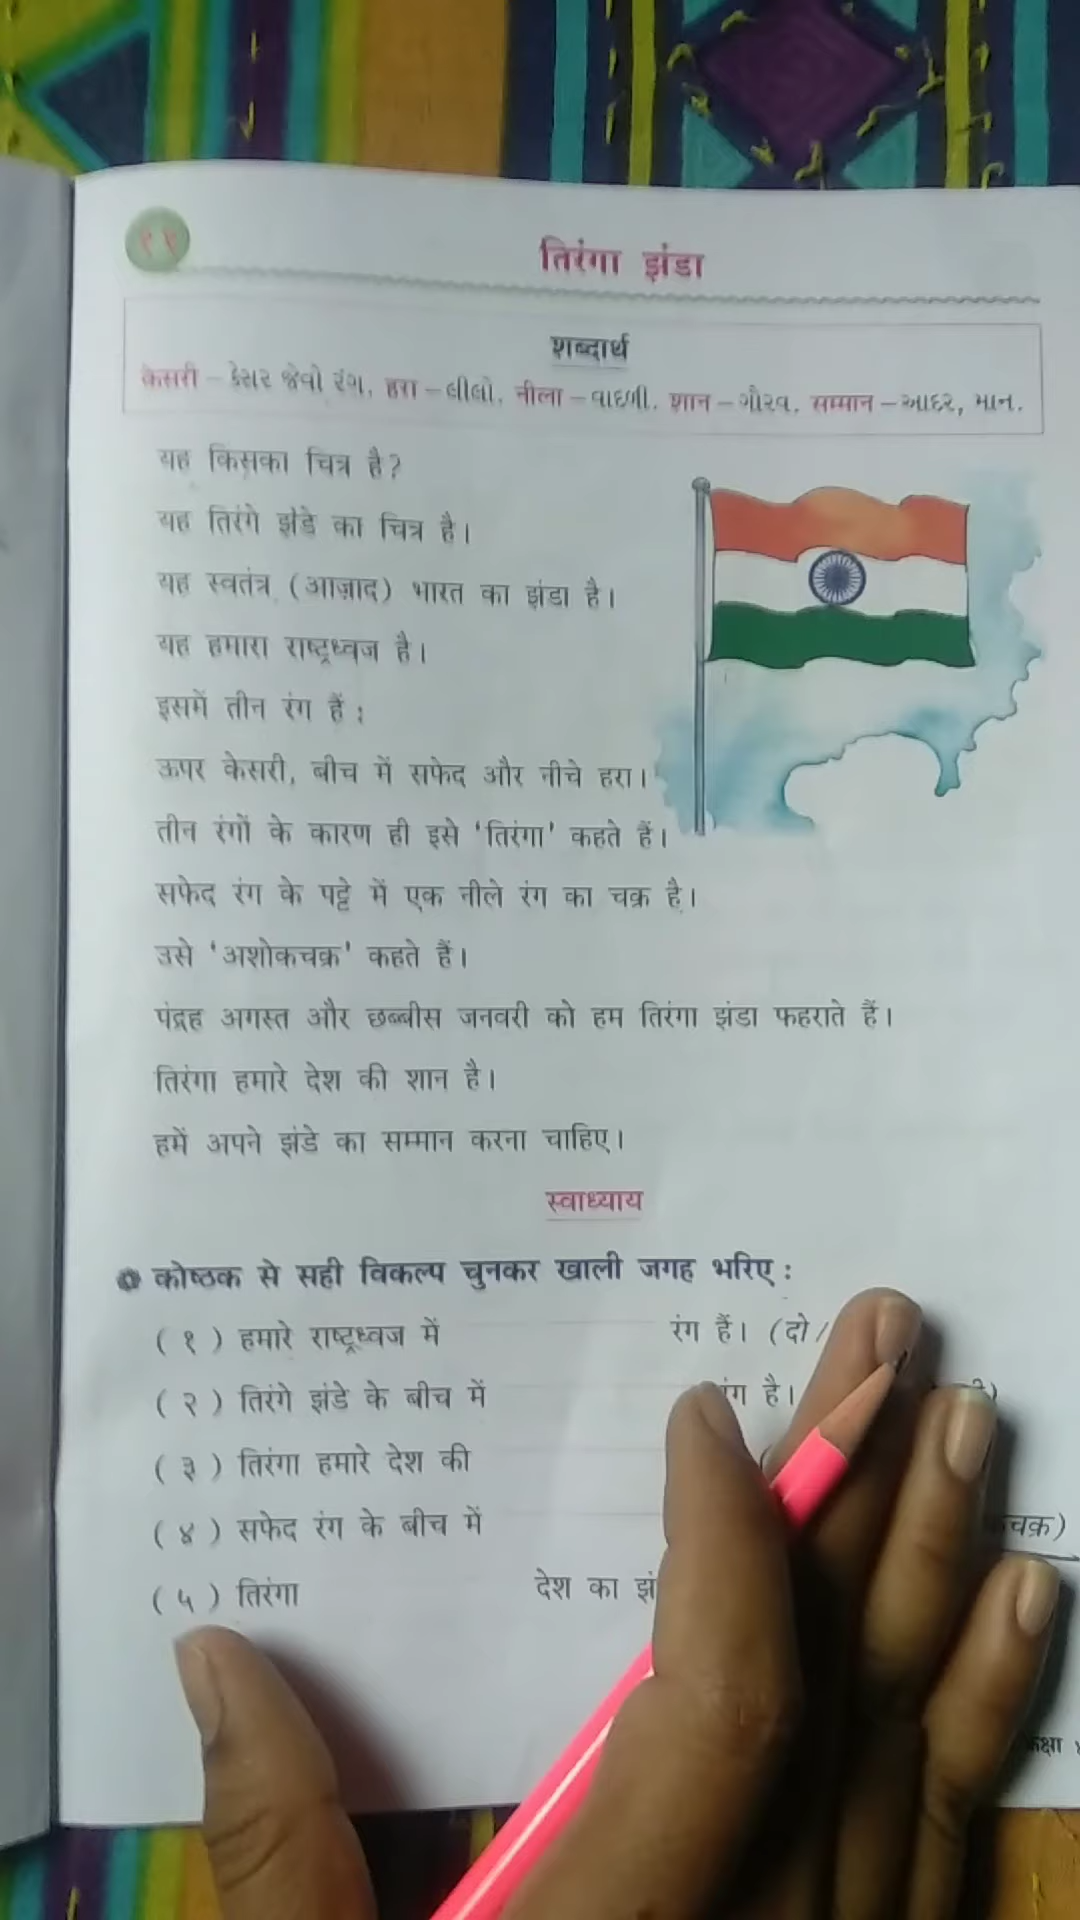 ११
तिरंगा झंडा
शब्दार्थ
केसरी – કેસર જેવો રંગ. हरा – લીલો. नीला – વાદળી. शान – ગૌરવ. सम्मान – આદર, માન.
यह किसका चित्र है?
यह तिरंगे झंडे का चित्र है।
यह स्वतंत्र (आज़ाद) भारत का झंडा है।
यह हमारा राष्ट्रध्वज है।
इसमें तीन रंग हैं :
ऊपर केसरी, बीच में सफेद और नीचे हरा।
तीन रंगों के कारण ही इसे ‘तिरंगा’ कहते हैं।
सफेद रंग के पट्टे में एक नीले रंग का चक्र है।
उसे ‘अशोकचक्र’ कहते हैं।
पंद्रह अगस्त और छब्बीस जनवरी को हम तिरंगा झंडा फहराते हैं।
तिरंगा हमारे देश की शान है।
हमें अपने झंडे का सम्मान करना चाहिए।
स्वाध्याय
कोष्ठक से सही विकल्प चुनकर खाली जगह भरिए :
( १ ) हमारे राष्ट्रध्वज में रंग हैं। (दो /
( २ ) तिरंगे झंडे के बीच में है।
( ३ ) तिरंगा हमारे देश की
( ४ ) सफेद रंग के बीच में चक्र)
( ५ ) तिरंगा देश का
कक्षा